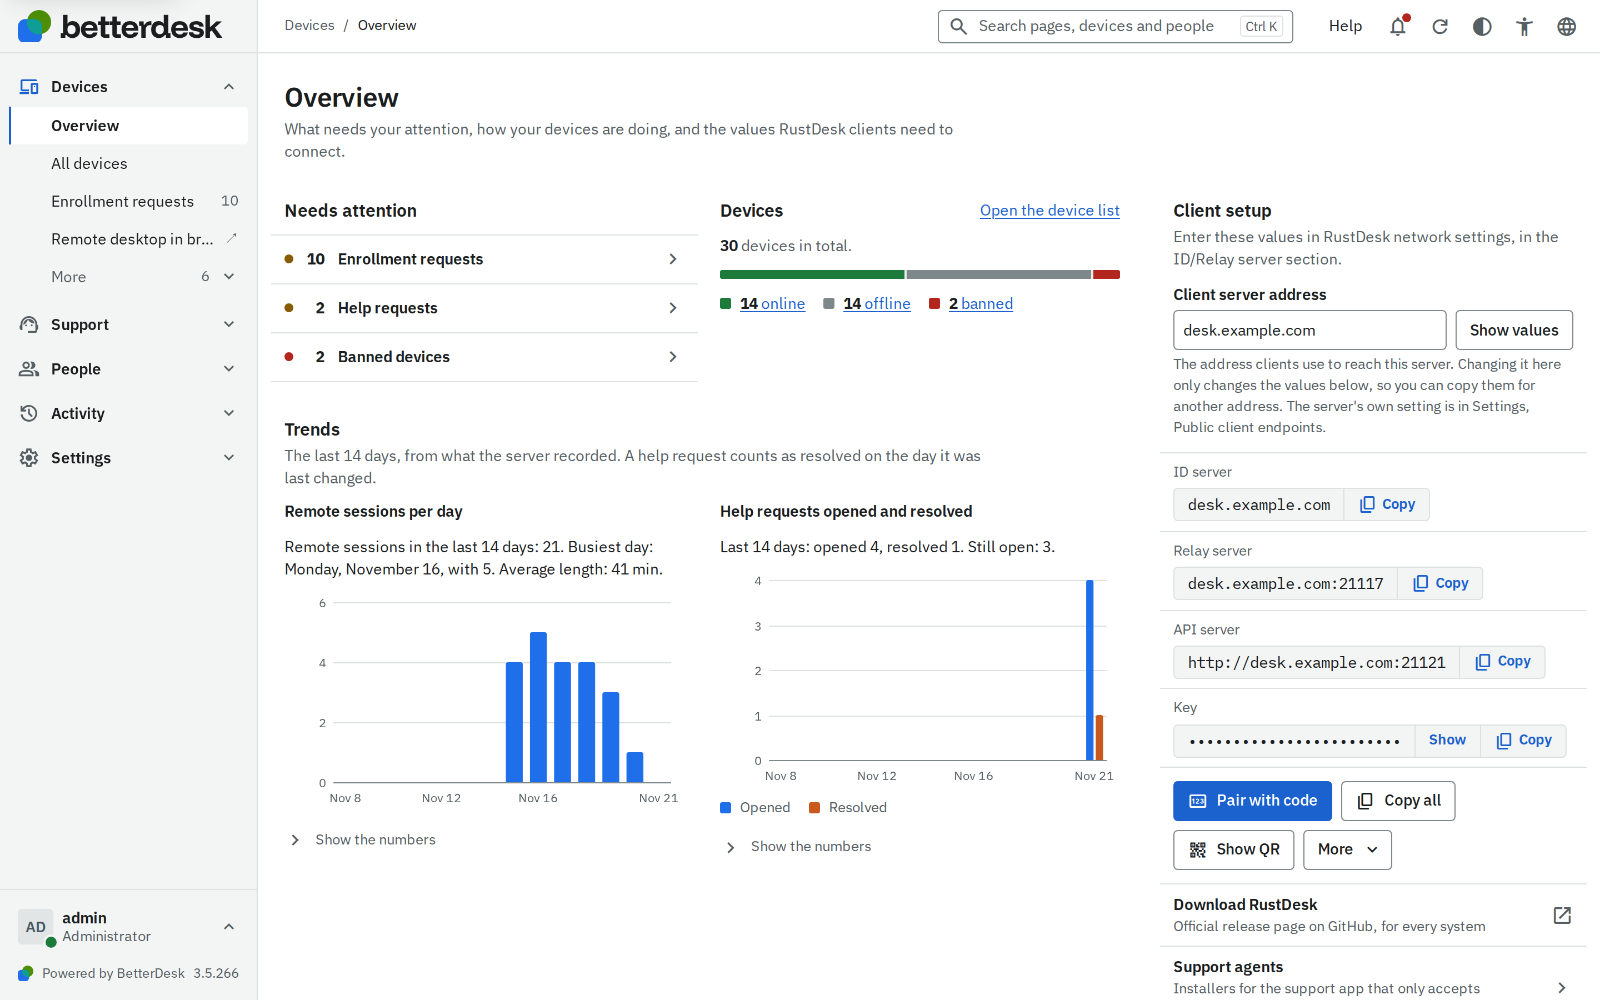 betterdesk
Devices / Overview
Search pages, devices and people
Ctrl K
Help
Devices
Overview
All devices
Enrollment requests 10
Remote desktop in br...
More 6
Support
People
Activity
Settings
AD
admin
Administrator
Powered by BetterDesk 3.5.266
Overview
What needs your attention, how your devices are doing, and the values RustDesk clients need to
connect.
Needs attention
10 Enrollment requests
2 Help requests
2 Banned devices
Devices
Open the device list
30 devices in total.
14 online
14 offline
2 banned
Trends
The last 14 days, from what the server recorded. A help request counts as resolved on the day it was
last changed.
Remote sessions per day
Remote sessions in the last 14 days: 21. Busiest day:
Monday, November 16, with 5. Average length: 41 min.
6
4
2
0
Nov 8
Nov 12
Nov 16
Nov 21
Show the numbers
Help requests opened and resolved
Last 14 days: opened 4, resolved 1. Still open: 3.
4
3
2
1
0
Nov 8
Nov 12
Nov 16
Nov 21
Opened
Resolved
Show the numbers
Client setup
Enter these values in RustDesk network settings, in the
ID/Relay server section.
Client server address
desk.example.com
Show values
The address clients use to reach this server. Changing it here
only changes the values below, so you can copy them for
another address. The server's own setting is in Settings,
Public client endpoints.
ID server
desk.example.com
Copy
Relay server
desk.example.com:21117
Copy
API server
http://desk.example.com:21121
Copy
Key
••••••••••••••••••••••••
Show
Copy
123
Pair with code
Copy all
Show QR
More
Download RustDesk
Official release page on GitHub, for every system
Support agents
Installers for the support app that only accepts